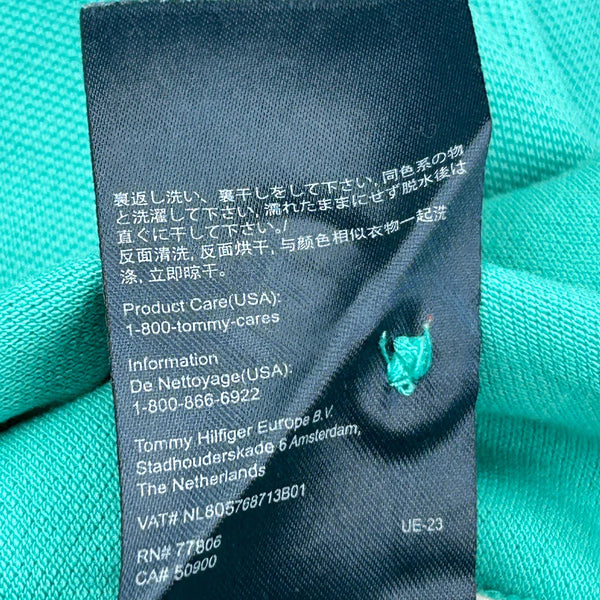 裏返し洗い、裏干しをして下さい, 同色系の物
と洗濯して下さい, 濡れたままにせず脱水後は
直ぐに干して下さい./
反面清洗, 反面烘干, 与颜色相似衣物一起洗
涤, 立即晾干.
Product Care(USA):
1-800-tommy-cares
Information
De Nettoyage(USA):
1-800-866-6922
Tommy Hilfiger Europe B.V.
Stadhouderskade 6 Amsterdam,
The Netherlands
VAT# NL805768713B01
RN# 77806
CA# 50900
UE-23